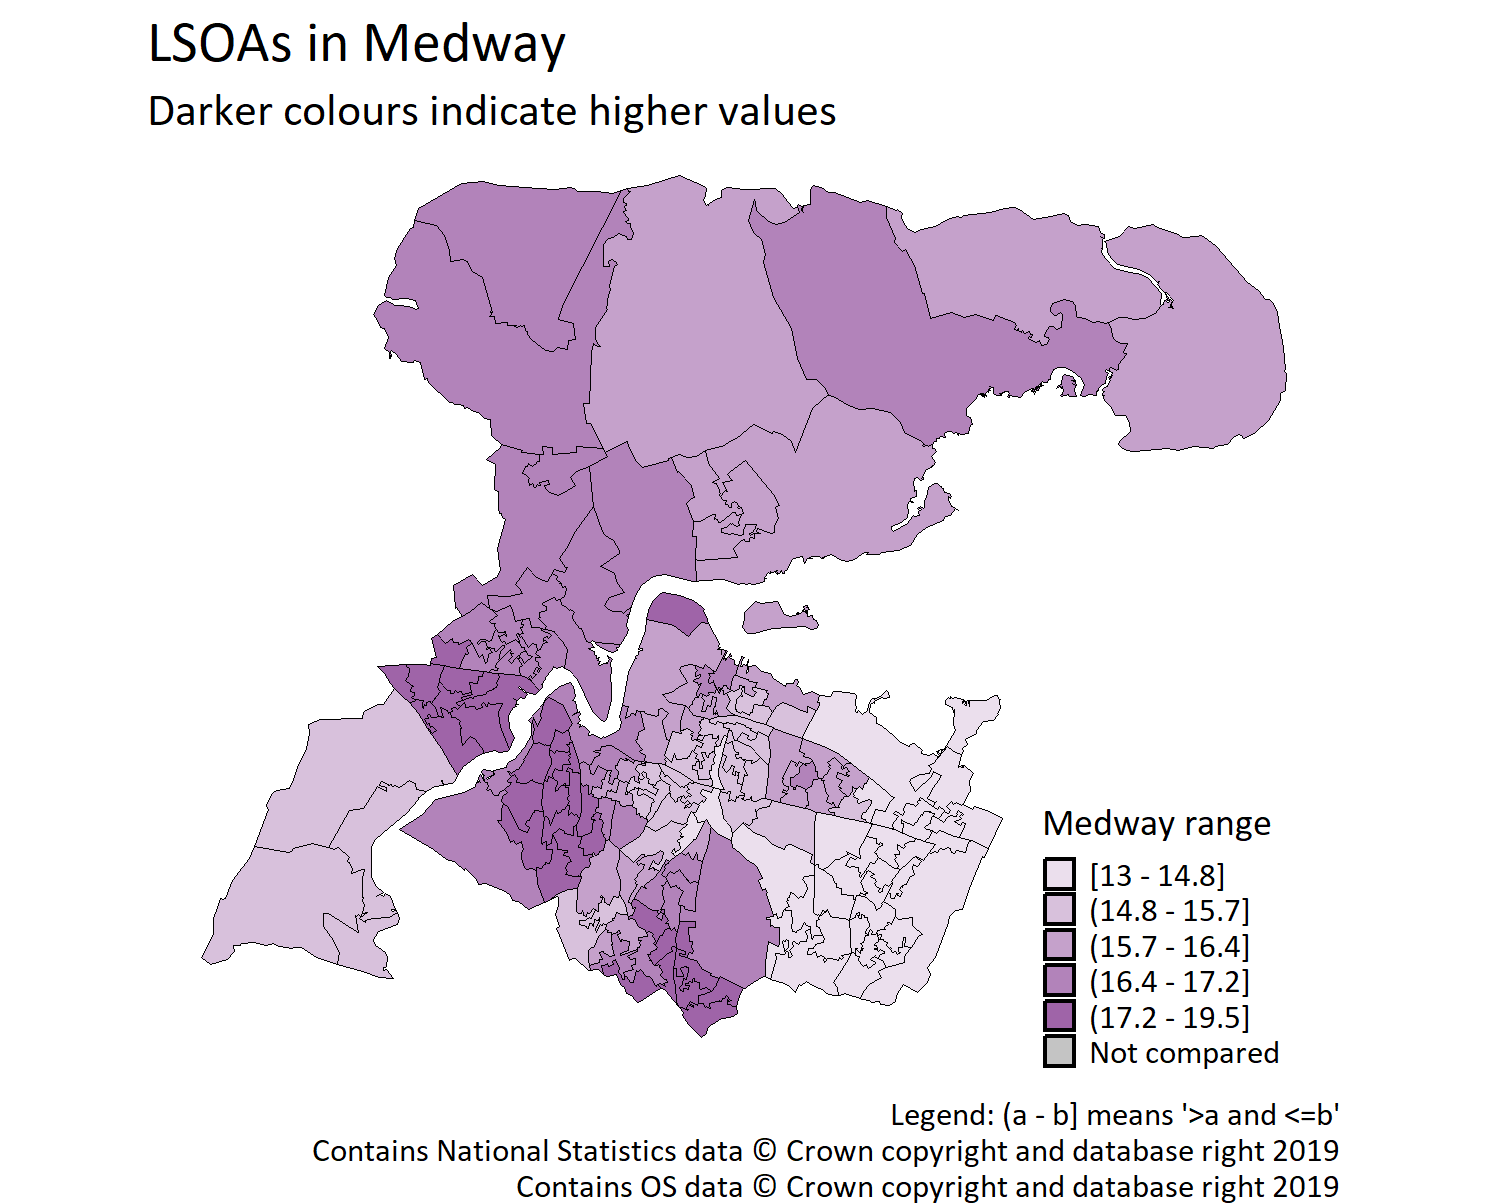 LSOAs in Medway
Darker colours indicate higher values
Medway range
[13 - 14.8]
(14.8 - 15.7]
(15.7 - 16.4]
(16.4 - 17.2]
(17.2 - 19.5]
Not compared
Legend: (a - b] means '>a and <=b'
Contains National Statistics data © Crown copyright and database right 2019
Contains OS data © Crown copyright and database right 2019